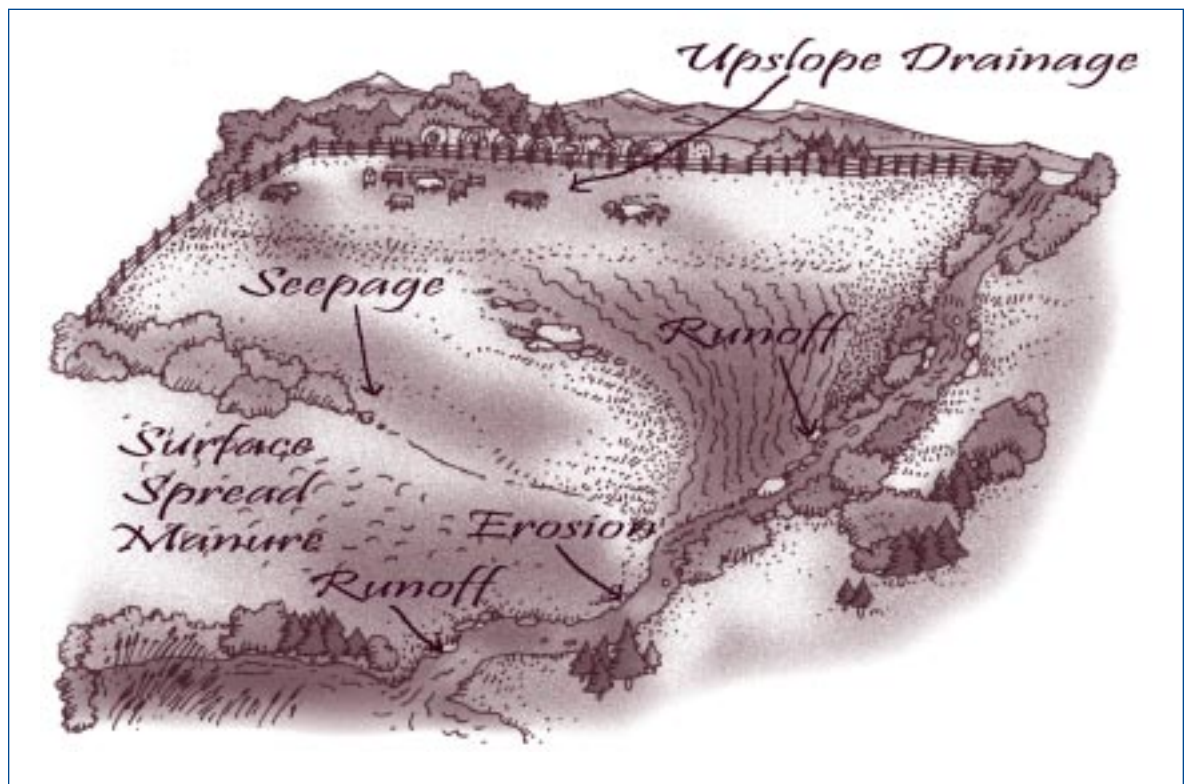 Upslope Drainage
Seepage
Runoff
Surface
Spread
Manure
Erosion
Runoff